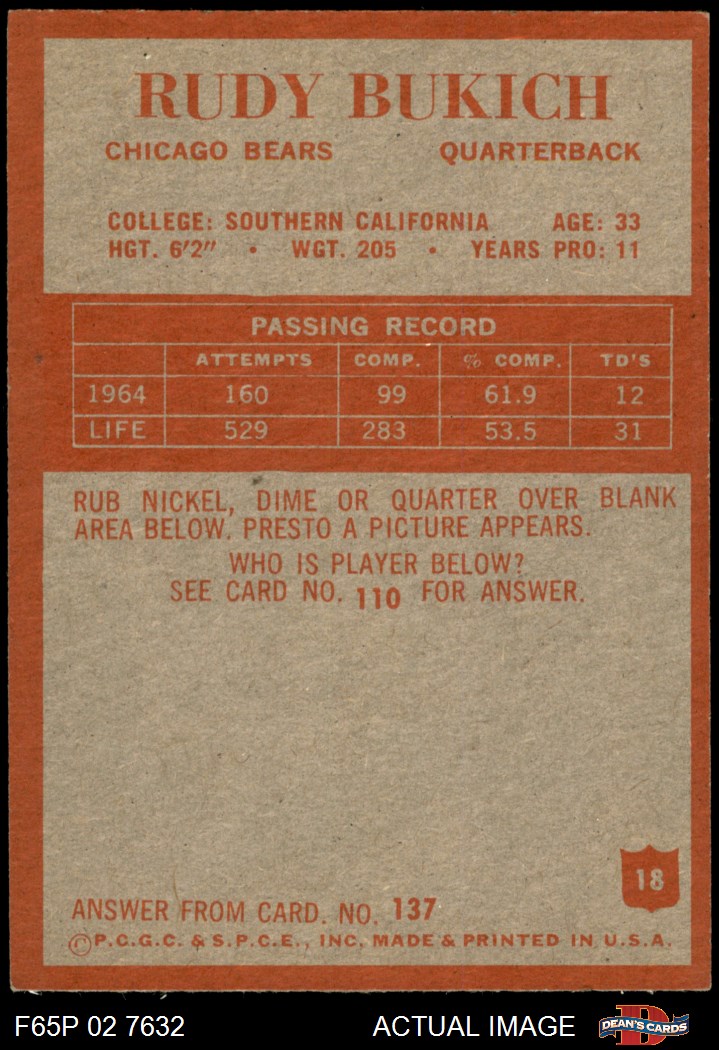 RUDY BUKICH
CHICAGO BEARS QUARTERBACK
COLLEGE: SOUTHERN CALIFORNIA AGE: 33
HGT. 6'2" • WGT. 205 • YEARS PRO: 11
PASSING RECORD
ATTEMPTS COMP. % COMP. TD'S
1964 160 99 61.9 12
LIFE 529 283 53.5 31
RUB NICKEL, DIME OR QUARTER OVER BLANK
AREA BELOW. PRESTO A PICTURE APPEARS.
WHO IS PLAYER BELOW?
SEE CARD NO. 110 FOR ANSWER.
18
ANSWER FROM CARD. NO. 137
©P.C.G.C. & S.P.C.E., INC. MADE & PRINTED IN U.S.A.
F65P 02 7632 ACTUAL IMAGE D DEAN'S CARDS